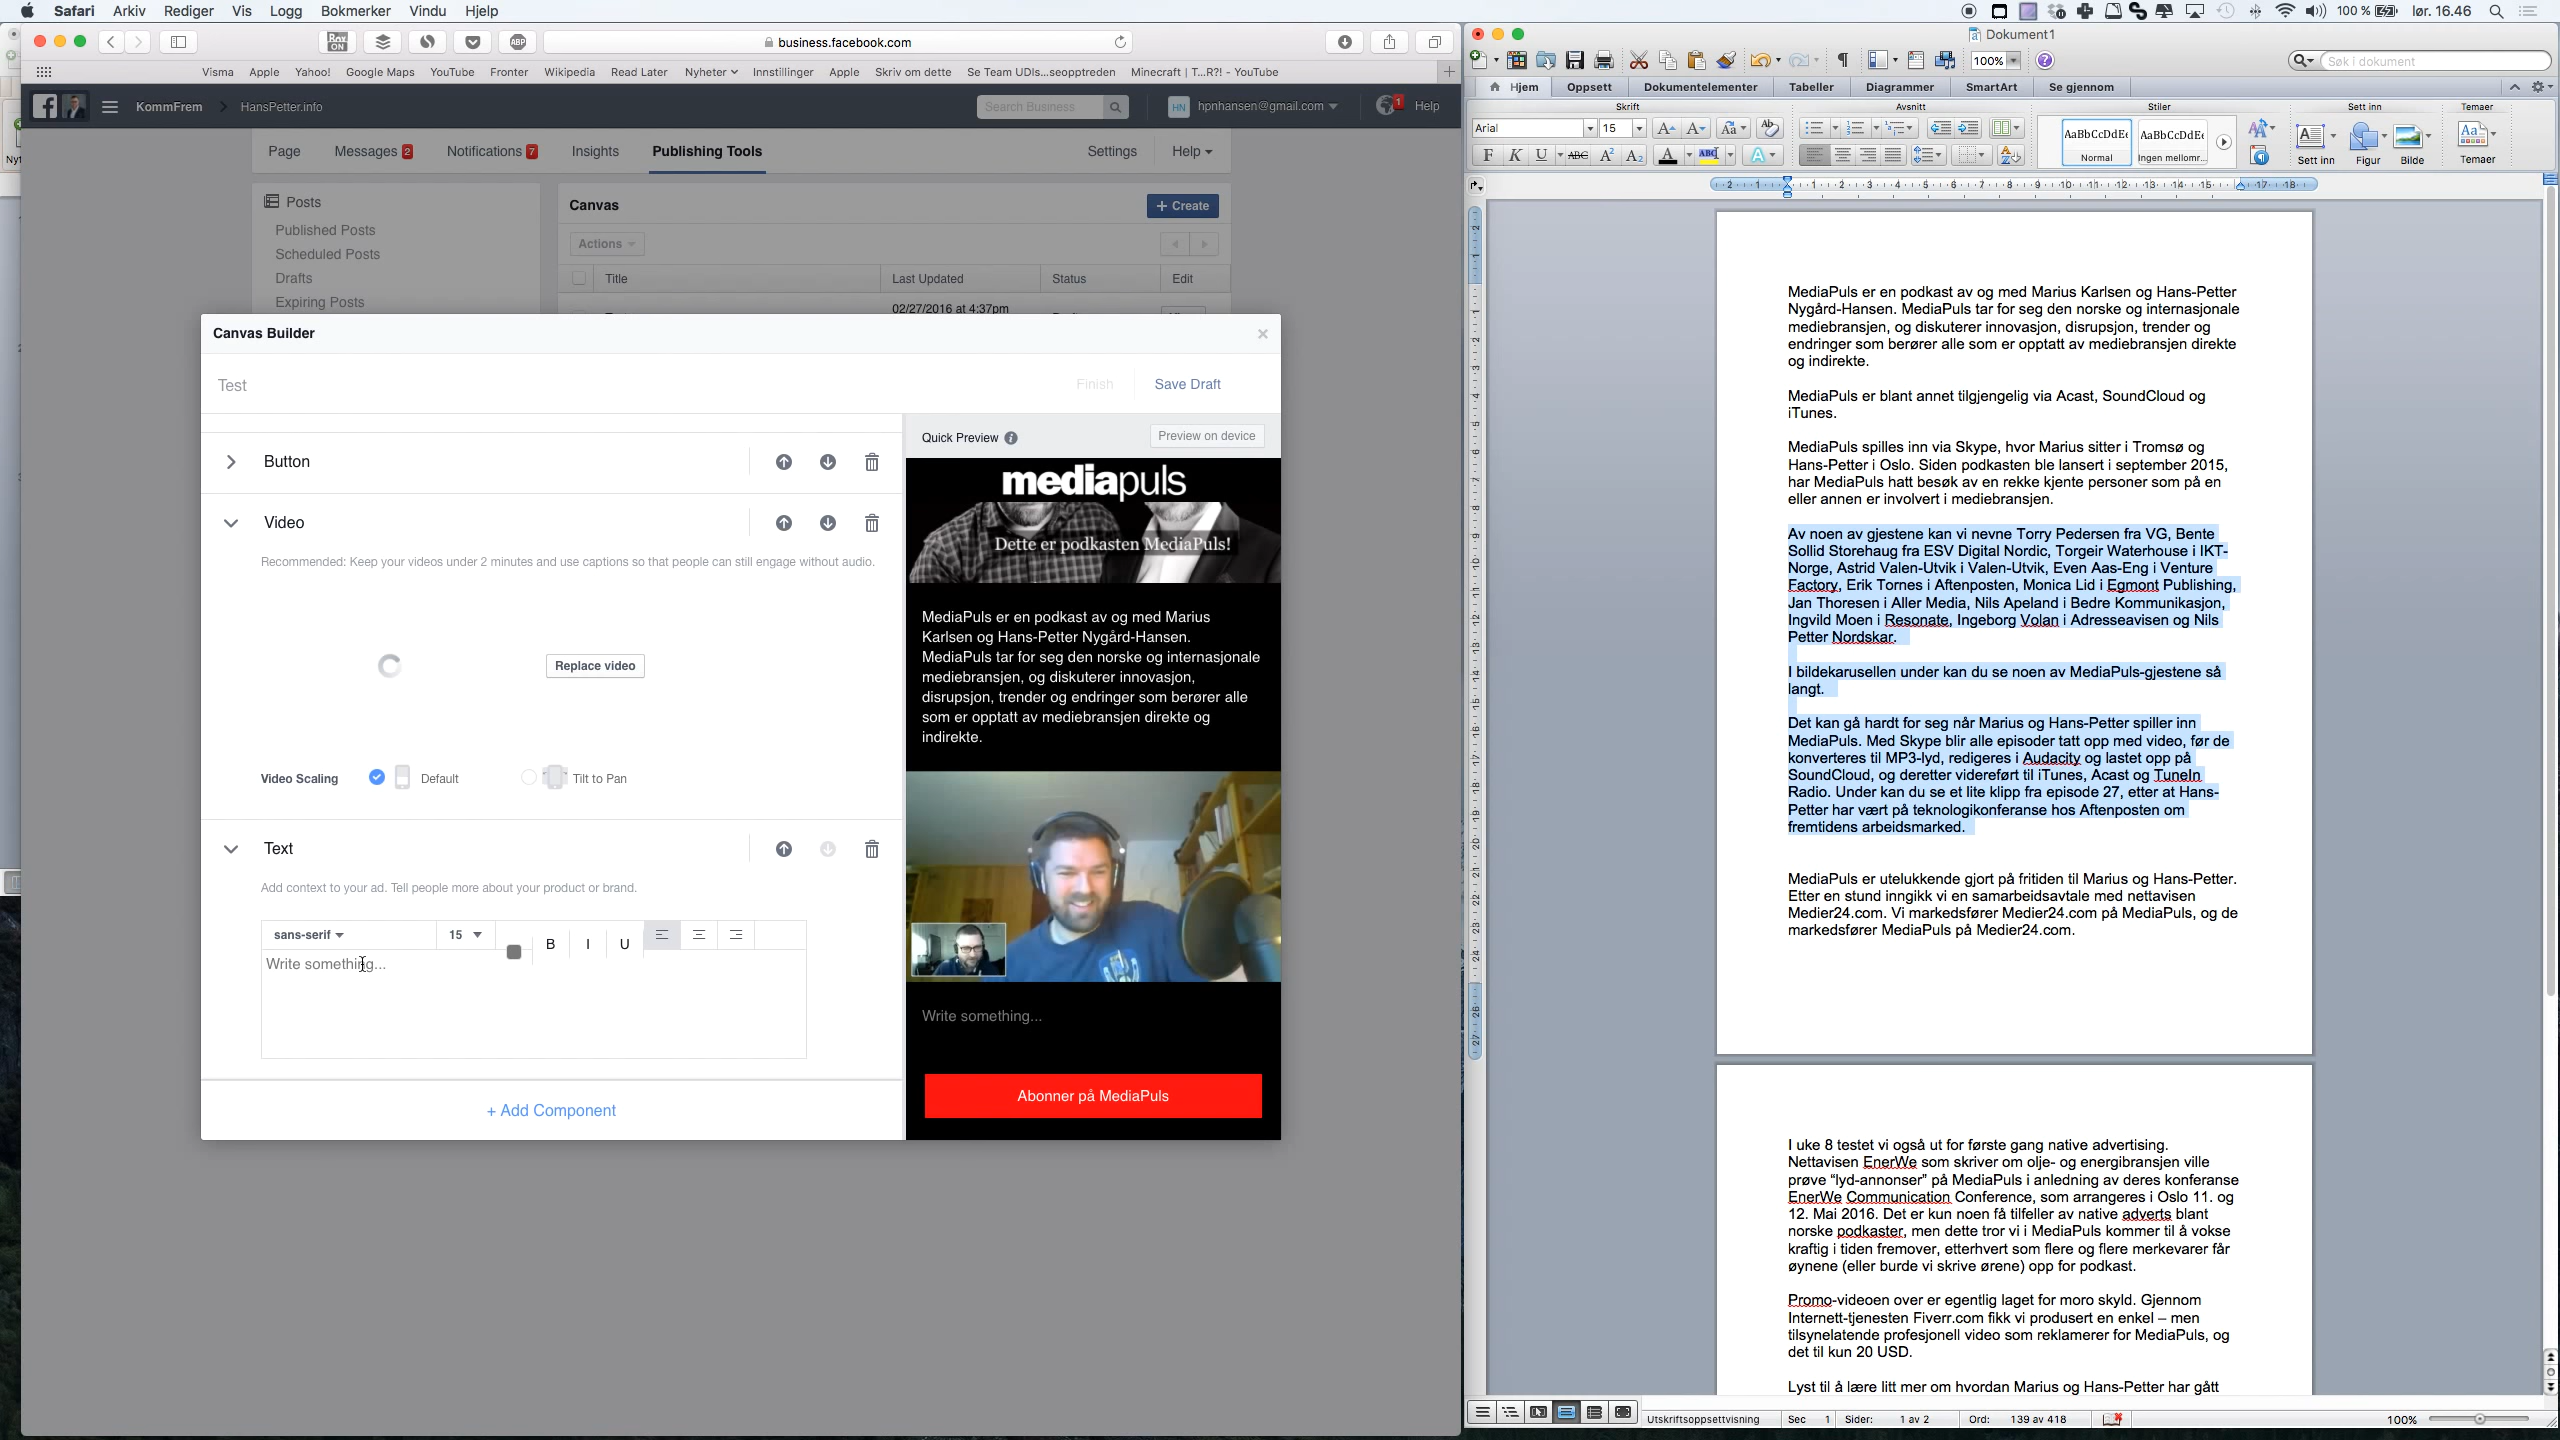 Safari Arkiv Rediger Vis Logg Bokmerker Vindu Hjelp
100 % lør. 16.46
business.facebook.com
Visma Apple Yahoo! Google Maps YouTube Fronter Wikipedia Read Later Nyheter Innstillinger Apple Skriv om dette Se Team UDIs...seopptreden Minecraft | T...R?! - YouTube
KommFrem HansPetter.info
Search Business
HN hpnhansen@gmail.com 1 Help
Page Messages 2 Notifications 7 Insights Publishing Tools Settings Help
Posts
Published Posts
Scheduled Posts
Drafts
Expiring Posts
Canvas
+ Create
Actions
Title Last Updated Status Edit
02/27/2016 at 4:37pm
Canvas Builder
Test
Finish Save Draft
Button
Video
Recommended: Keep your videos under 2 minutes and use captions so that people can still engage without audio.
Replace video
Video Scaling Default Tilt to Pan
Text
Add context to your ad. Tell people more about your product or brand.
sans-serif 15 B I U
Write something...
+ Add Component
Quick Preview Preview on device
mediapuls
Dette er podkasten MediaPuls!
MediaPuls er en podkast av og med Marius
Karlsen og Hans-Petter Nygård-Hansen.
MediaPuls tar for seg den norske og internasjonale
mediebransjen, og diskuterer innovasjon,
disrupsjon, trender og endringer som berører alle
som er opptatt av mediebransjen direkte og
indirekte.
Write something...
Abonner på MediaPuls
Dokument1
100%
Søk i dokument
Hjem Oppsett Dokumentelementer Tabeller Diagrammer SmartArt Se gjennom
Skrift Avsnitt Stiler Sett inn Temaer
Arial 15
AaBbCcDdEe AaBbCcDdEe
Normal Ingen mellomr...
Sett inn Figur Bilde Temaer
MediaPuls er en podkast av og med Marius Karlsen og Hans-Petter
Nygård-Hansen. MediaPuls tar for seg den norske og internasjonale
mediebransjen, og diskuterer innovasjon, disrupsjon, trender og
endringer som berører alle som er opptatt av mediebransjen direkte
og indirekte.
MediaPuls er blant annet tilgjengelig via Acast, SoundCloud og
iTunes.
MediaPuls spilles inn via Skype, hvor Marius sitter i Tromsø og
Hans-Petter i Oslo. Siden podkasten ble lansert i september 2015,
har MediaPuls hatt besøk av en rekke kjente personer som på en
eller annen er involvert i mediebransjen.
Av noen av gjestene kan vi nevne Torry Pedersen fra VG, Bente
Sollid Storehaug fra ESV Digital Nordic, Torgeir Waterhouse i IKT-
Norge, Astrid Valen-Utvik i Valen-Utvik, Even Aas-Eng i Venture
Factory, Erik Tornes i Aftenposten, Monica Lid i Egmont Publishing,
Jan Thoresen i Aller Media, Nils Apeland i Bedre Kommunikasjon,
Ingvild Moen i Resonate, Ingeborg Volan i Adresseavisen og Nils
Petter Nordskar.
I bildekarusellen under kan du se noen av MediaPuls-gjestene så
langt.
Det kan gå hardt for seg når Marius og Hans-Petter spiller inn
MediaPuls. Med Skype blir alle episoder tatt opp med video, før de
konverteres til MP3-lyd, redigeres i Audacity og lastet opp på
SoundCloud, og deretter videreført til iTunes, Acast og TuneIn
Radio. Under kan du se et lite klipp fra episode 27, etter at Hans-
Petter har vært på teknologikonferanse hos Aftenposten om
fremtidens arbeidsmarked.
MediaPuls er utelukkende gjort på fritiden til Marius og Hans-Petter.
Etter en stund inngikk vi en samarbeidsavtale med nettavisen
Medier24.com. Vi markedsfører Medier24.com på MediaPuls, og de
markedsfører MediaPuls på Medier24.com.
I uke 8 testet vi også ut for første gang native advertising.
Nettavisen EnerWe som skriver om olje- og energibransjen ville
prøve "lyd-annonser" på MediaPuls i anledning av deres konferanse
EnerWe Communication Conference, som arrangeres i Oslo 11. og
12. Mai 2016. Det er kun noen få tilfeller av native adverts blant
norske podkaster, men dette tror vi i MediaPuls kommer til å vokse
kraftig i tiden fremover, etterhvert som flere og flere merkevarer får
øynene (eller burde vi skrive ørene) opp for podkast.
Promo-videoen over er egentlig laget for moro skyld. Gjennom
Internett-tjenesten Fiverr.com fikk vi produsert en enkel – men
tilsynelatende profesjonell video som reklamerer for MediaPuls, og
det til kun 20 USD.
Lyst til å lære litt mer om hvordan Marius og Hans-Petter har gått
Utskriftsoppsettvisning Sec 1 Sider: 1 av 2 Ord: 139 av 418 100%